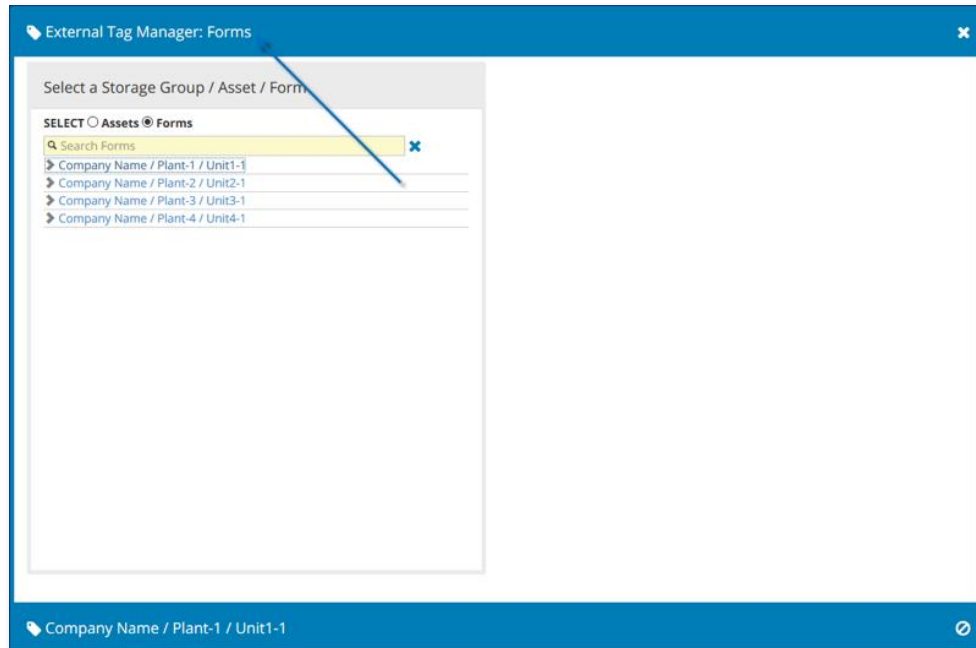 External Tag Manager: Forms
Select a Storage Group / Asset / Form
SELECT Assets Forms
Search Forms
Company Name / Plant-1 / Unit1-1
Company Name / Plant-2 / Unit2-1
Company Name / Plant-3 / Unit3-1
Company Name / Plant-4 / Unit4-1
Company Name / Plant-1 / Unit1-1